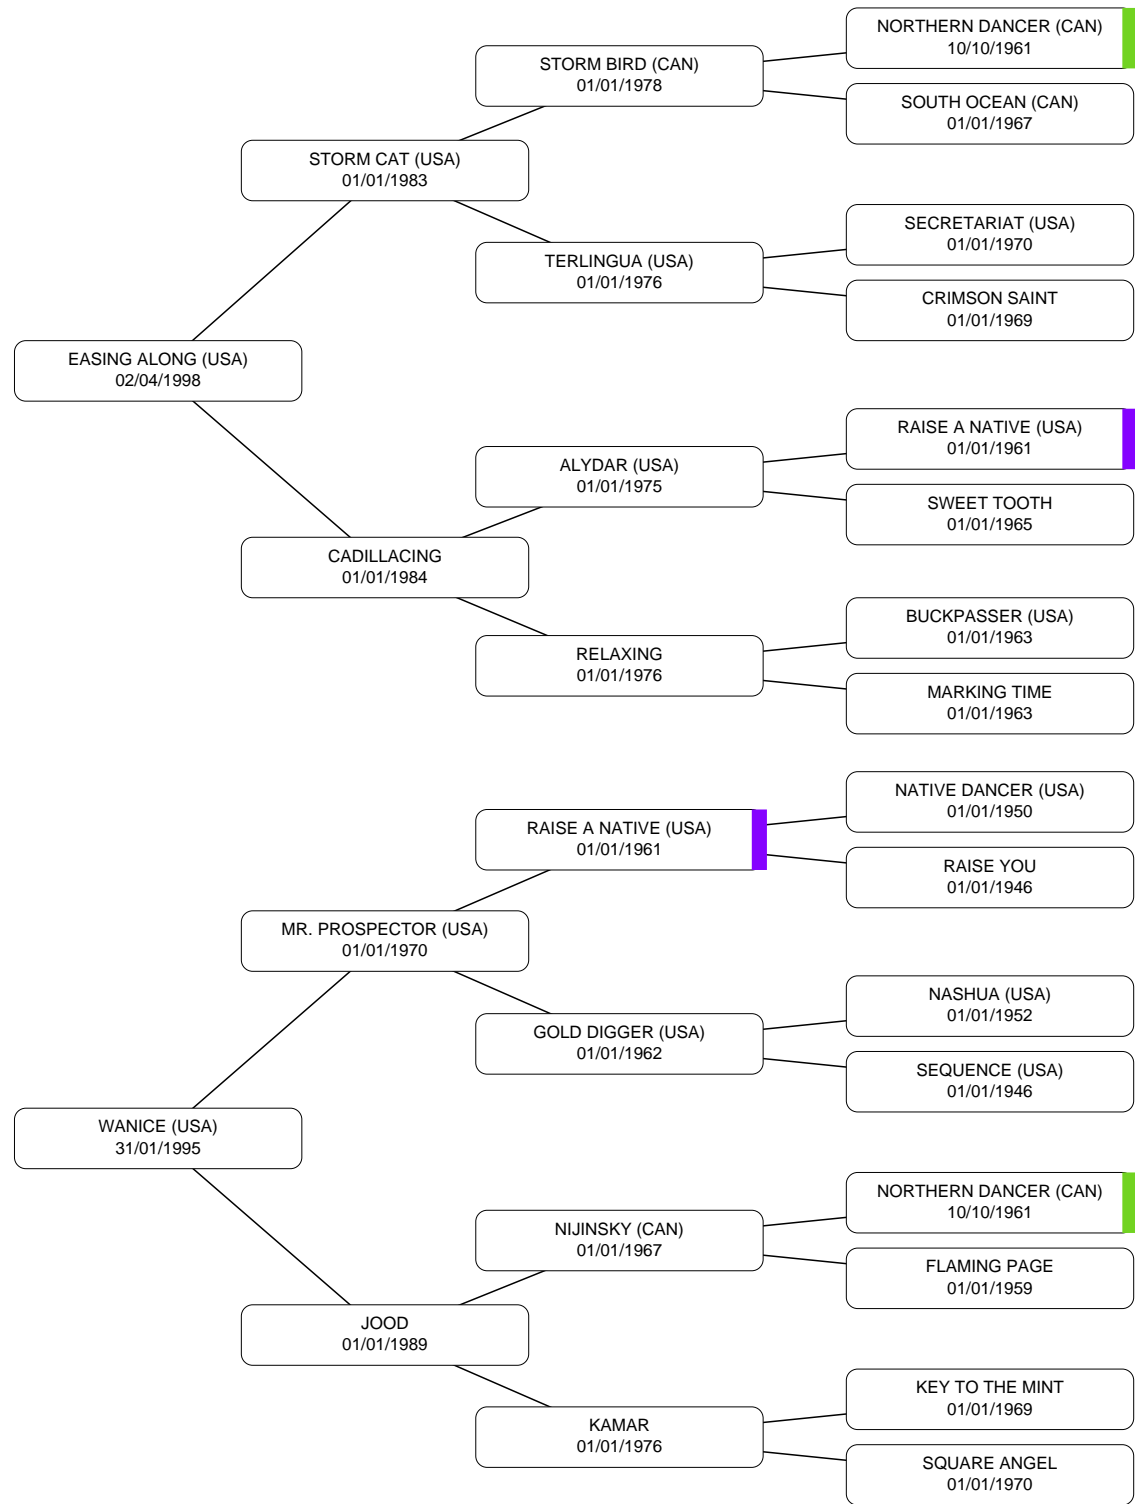 NORTHERN DANCER (CAN)
10/10/1961
STORM BIRD (CAN)
01/01/1978
SOUTH OCEAN (CAN)
01/01/1967
STORM CAT (USA)
01/01/1983
SECRETARIAT (USA)
01/01/1970
TERLINGUA (USA)
01/01/1976
CRIMSON SAINT
01/01/1969
EASING ALONG (USA)
02/04/1998
RAISE A NATIVE (USA)
01/01/1961
ALYDAR (USA)
01/01/1975
SWEET TOOTH
01/01/1965
CADILLACING
01/01/1984
BUCKPASSER (USA)
01/01/1963
RELAXING
01/01/1976
MARKING TIME
01/01/1963
NATIVE DANCER (USA)
01/01/1950
RAISE A NATIVE (USA)
01/01/1961
RAISE YOU
01/01/1946
MR. PROSPECTOR (USA)
01/01/1970
NASHUA (USA)
01/01/1952
GOLD DIGGER (USA)
01/01/1962
SEQUENCE (USA)
01/01/1946
WANICE (USA)
31/01/1995
NORTHERN DANCER (CAN)
10/10/1961
NIJINSKY (CAN)
01/01/1967
FLAMING PAGE
01/01/1959
JOOD
01/01/1989
KEY TO THE MINT
01/01/1969
KAMAR
01/01/1976
SQUARE ANGEL
01/01/1970